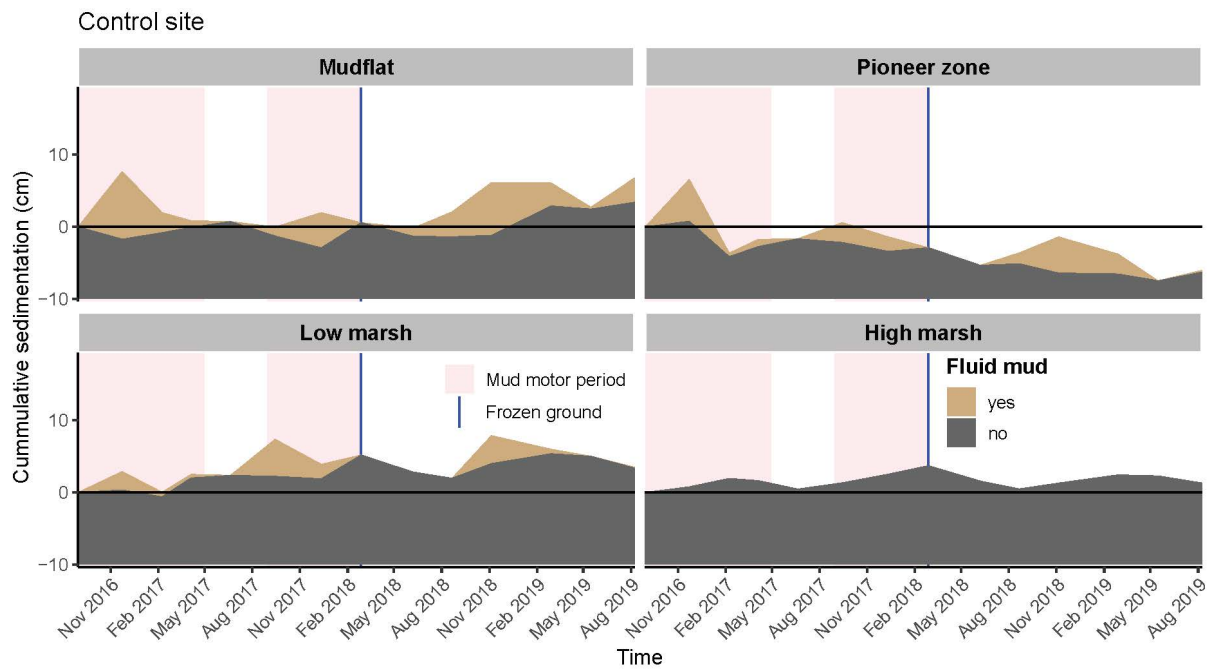 Control site
Mudflat
Pioneer zone
10
0
−10
Low marsh
High marsh
Mud motor period
Frozen ground
Fluid mud
yes
no
10
0
−10
Cummulative sedimentation (cm)
Nov 2016
Feb 2017
May 2017
Aug 2017
Nov 2017
Feb 2018
May 2018
Aug 2018
Nov 2018
Feb 2019
May 2019
Aug 2019
Nov 2016
Feb 2017
May 2017
Aug 2017
Nov 2017
Feb 2018
May 2018
Aug 2018
Nov 2018
Feb 2019
May 2019
Aug 2019
Time